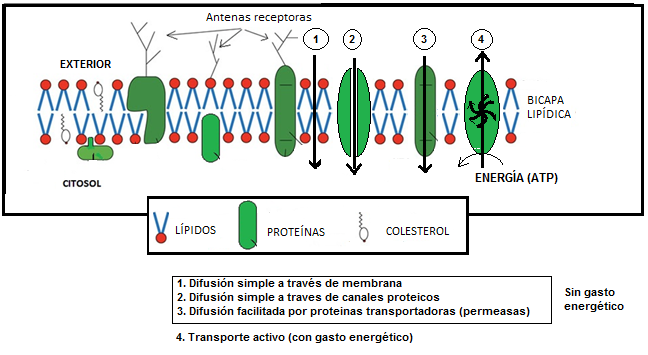 Antenas receptoras
1
2
3
4
EXTERIOR
BICAPA
LIPÍDICA
CITOSOL
ENERGÍA (ATP)
LÍPIDOS
PROTEÍNAS
COLESTEROL
1. Difusión simple a través de membrana
2. Difusión simple a traves de canales proteicos
3. Difusión facilitada por proteinas transportadoras (permeasas)
Sin gasto
energético
4. Transporte activo (con gasto energético)